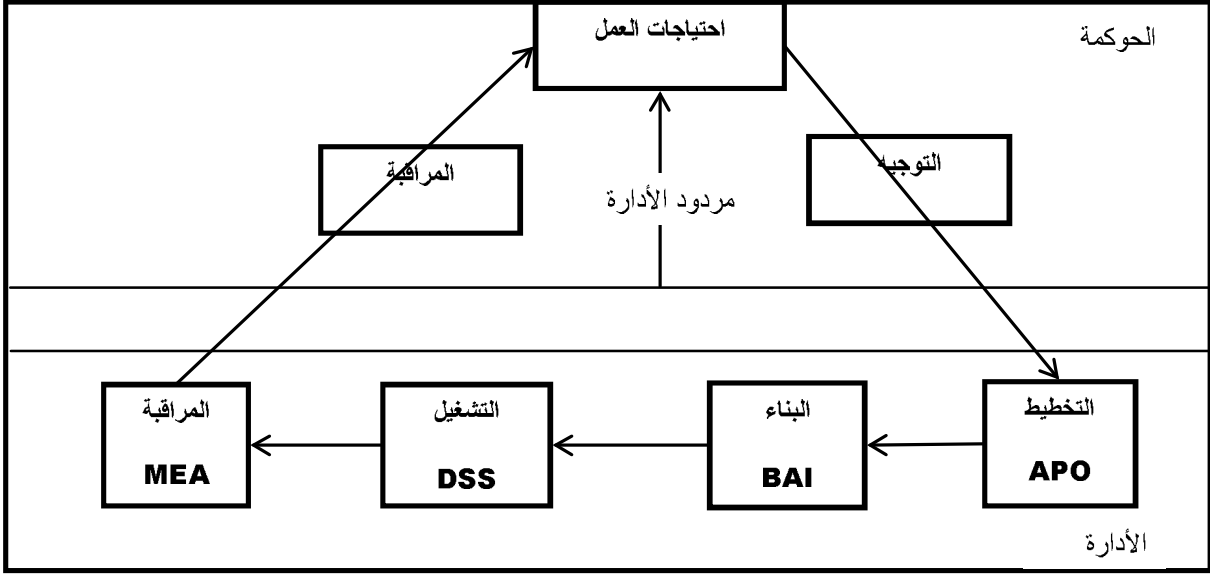 احتياجات العمل
الحوكمة
التوجيه
المراقبة
مردود الأدارة
التخطيط
APO
البناء
BAI
التشغيل
DSS
المراقبة
MEA
الأدارة